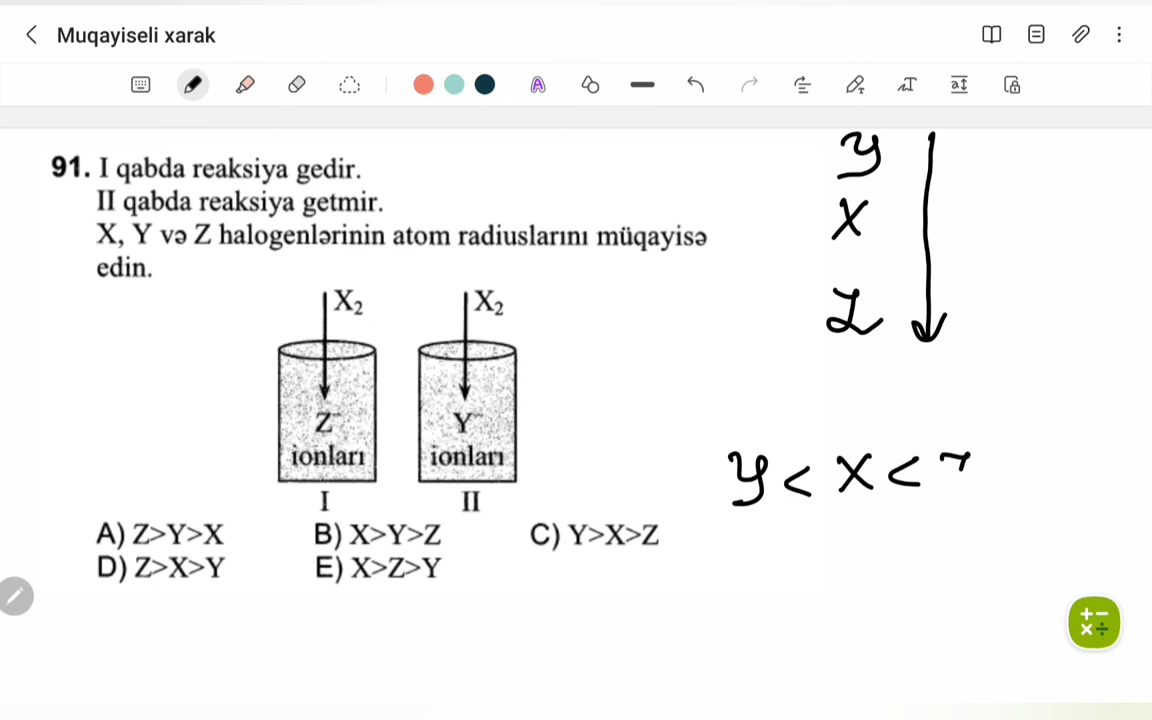 Muqayiseli xarak
91. I qabda reaksiya gedir.
II qabda reaksiya getmir.
X, Y və Z halogenlərinin atom radiuslarını müqayisə
edin.
X₂ X₂
Z⁻ Y⁻
ionları ionları
I II
A) Z>Y>X B) X>Y>Z C) Y>X>Z
D) Z>X>Y E) X>Z>Y
y
X
Z
y < X <